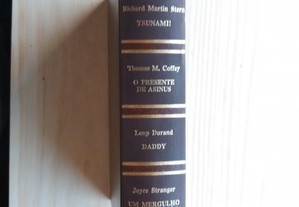 Richard Martin Stern
TSUNAMI!
Thomas M. Coffey
O PRESENTE
DE ASINUS
Loup Durand
DADDY
Joyce Stranger
UM MERGULHO